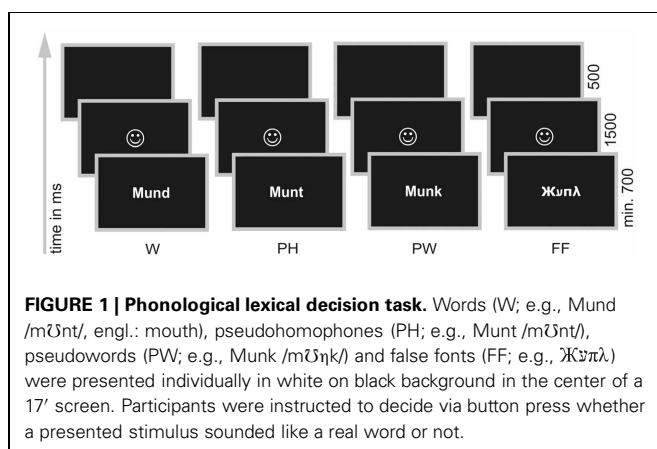 500
1500
min. 700
time in ms
Mund
Munt
Munk
Жупλ
W
PH
PW
FF
FIGURE 1 | Phonological lexical decision task. Words (W; e.g., Mund
/mƱnt/, engl.: mouth), pseudohomophones (PH; e.g., Munt /mƱnt/),
pseudowords (PW; e.g., Munk /mƱηk/) and false fonts (FF; e.g., Жyπλ)
were presented individually in white on black background in the center of a
17′ screen. Participants were instructed to decide via button press whether
a presented stimulus sounded like a real word or not.